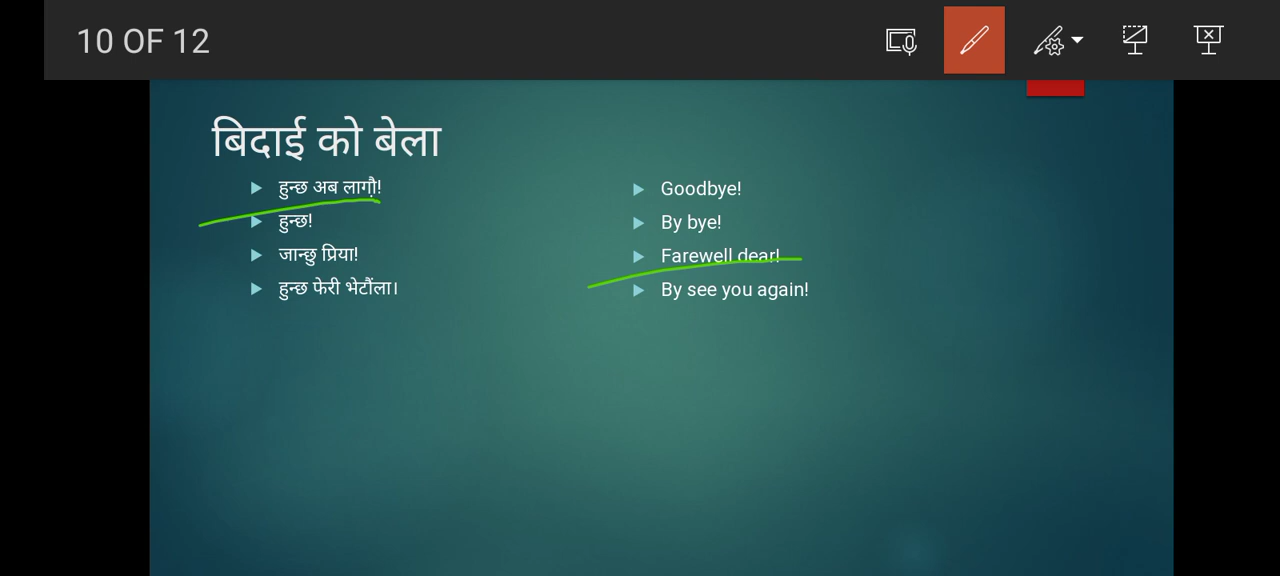 10 OF 12
बिदाई को बेला
हुन्छ अब लागौ़!
हुन्छ!
जान्छु प्रिया!
हुन्छ फेरी भेटौंला।
Goodbye!
By bye!
Farewell dear!
By see you again!